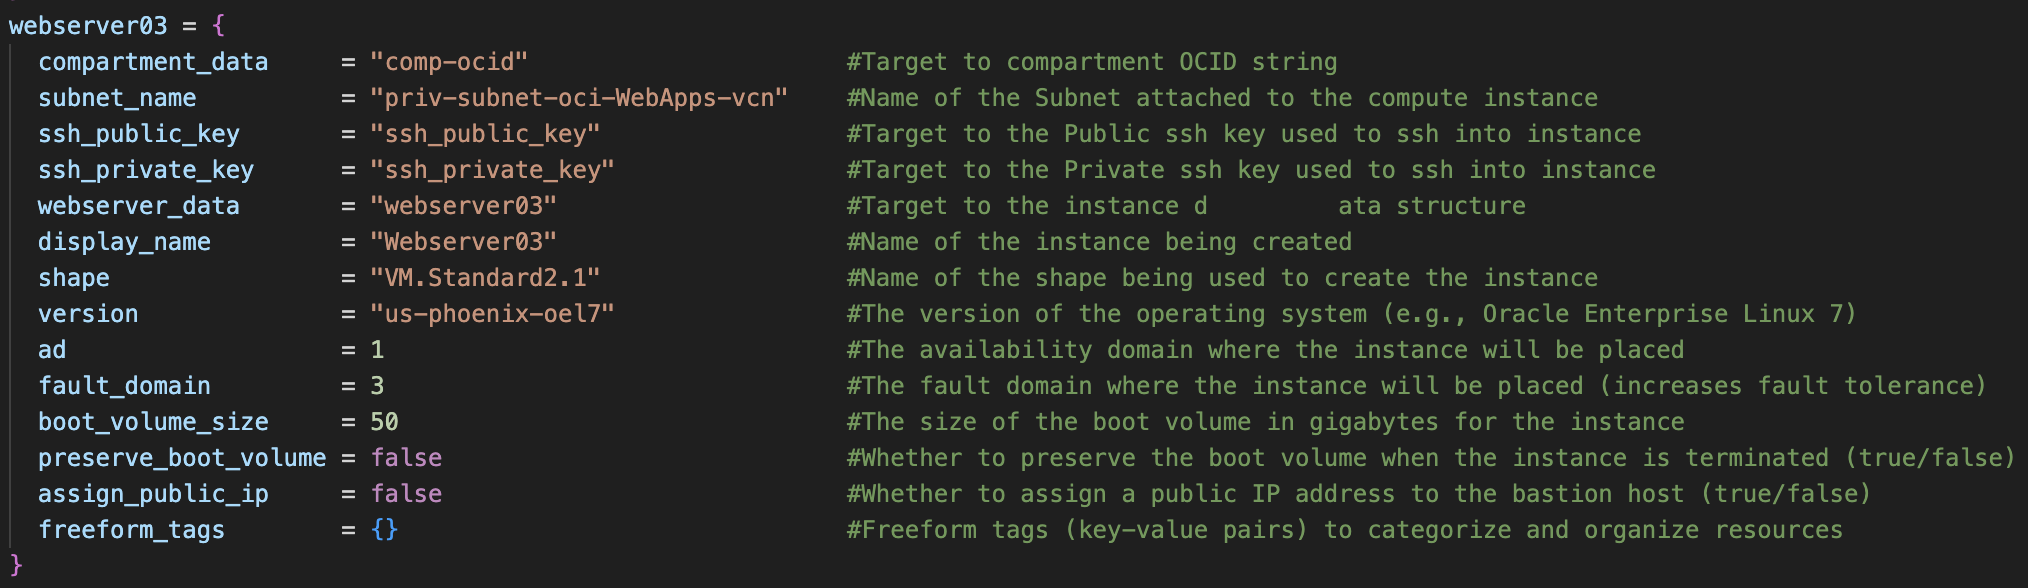 webserver03 = {
  compartment_data     = "comp-ocid"                      #Target to compartment OCID string
  subnet_name          = "priv-subnet-oci-WebApps-vcn"    #Name of the Subnet attached to the compute instance
  ssh_public_key       = "ssh_public_key"                 #Target to the Public ssh key used to ssh into instance
  ssh_private_key      = "ssh_private_key"                #Target to the Private ssh key used to ssh into instance
  webserver_data       = "webserver03"                    #Target to the instance d         ata structure
  display_name         = "Webserver03"                    #Name of the instance being created
  shape                = "VM.Standard2.1"                 #Name of the shape being used to create the instance
  version              = "us-phoenix-oel7"                #The version of the operating system (e.g., Oracle Enterprise Linux 7)
  ad                   = 1                                #The availability domain where the instance will be placed
  fault_domain         = 3                                #The fault domain where the instance will be placed (increases fault tolerance)
  boot_volume_size     = 50                               #The size of the boot volume in gigabytes for the instance
  preserve_boot_volume = false                            #Whether to preserve the boot volume when the instance is terminated (true/false)
  assign_public_ip     = false                            #Whether to assign a public IP address to the bastion host (true/false)
  freeform_tags        = {}                               #Freeform tags (key-value pairs) to categorize and organize resources
}